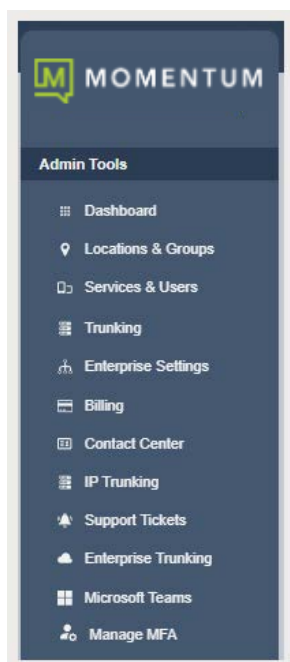 MOMENTUM
Admin Tools
Dashboard
Locations & Groups
Services & Users
Trunking
Enterprise Settings
Billing
Contact Center
IP Trunking
Support Tickets
Enterprise Trunking
Microsoft Teams
Manage MFA